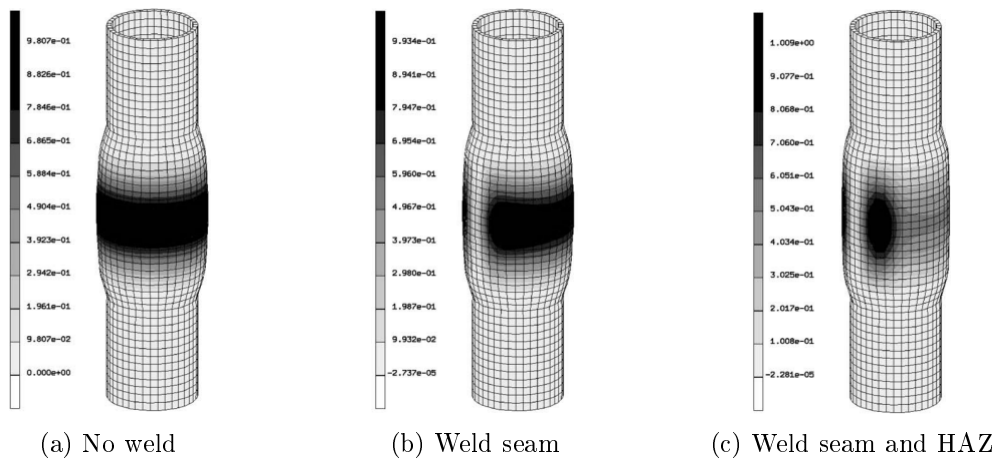 9.807e-01
8.826e-01
7.846e-01
6.865e-01
5.884e-01
4.904e-01
3.923e-01
2.942e-01
1.961e-01
9.807e-02
0.000e+00
(a) No weld
9.934e-01
8.941e-01
7.947e-01
6.954e-01
5.960e-01
4.967e-01
3.973e-01
2.980e-01
1.987e-01
9.932e-02
-2.737e-05
(b) Weld seam
1.009e+00
9.077e-01
8.068e-01
7.060e-01
6.051e-01
5.043e-01
4.034e-01
3.025e-01
2.017e-01
1.008e-01
-2.281e-05
(c) Weld seam and HAZ